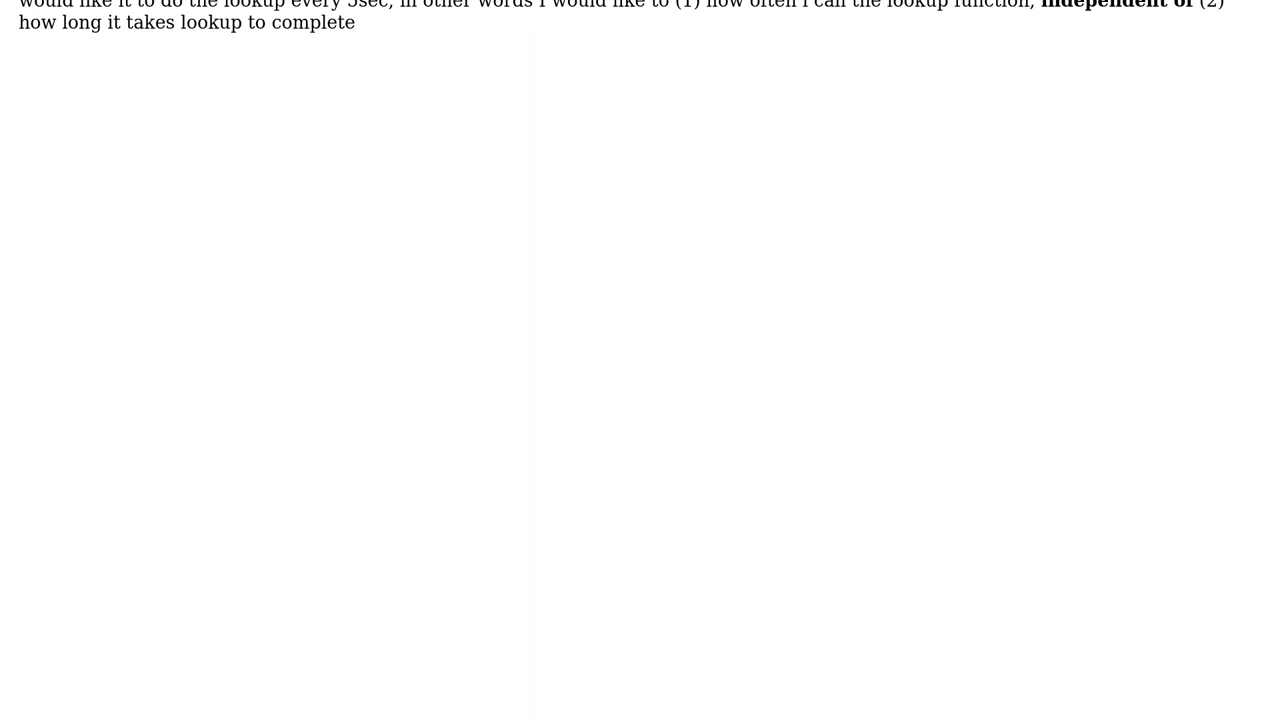 would like it to do the lookup every 5sec, in other words I would like to (1) how often I call the lookup function, independent of (2)
how long it takes lookup to complete